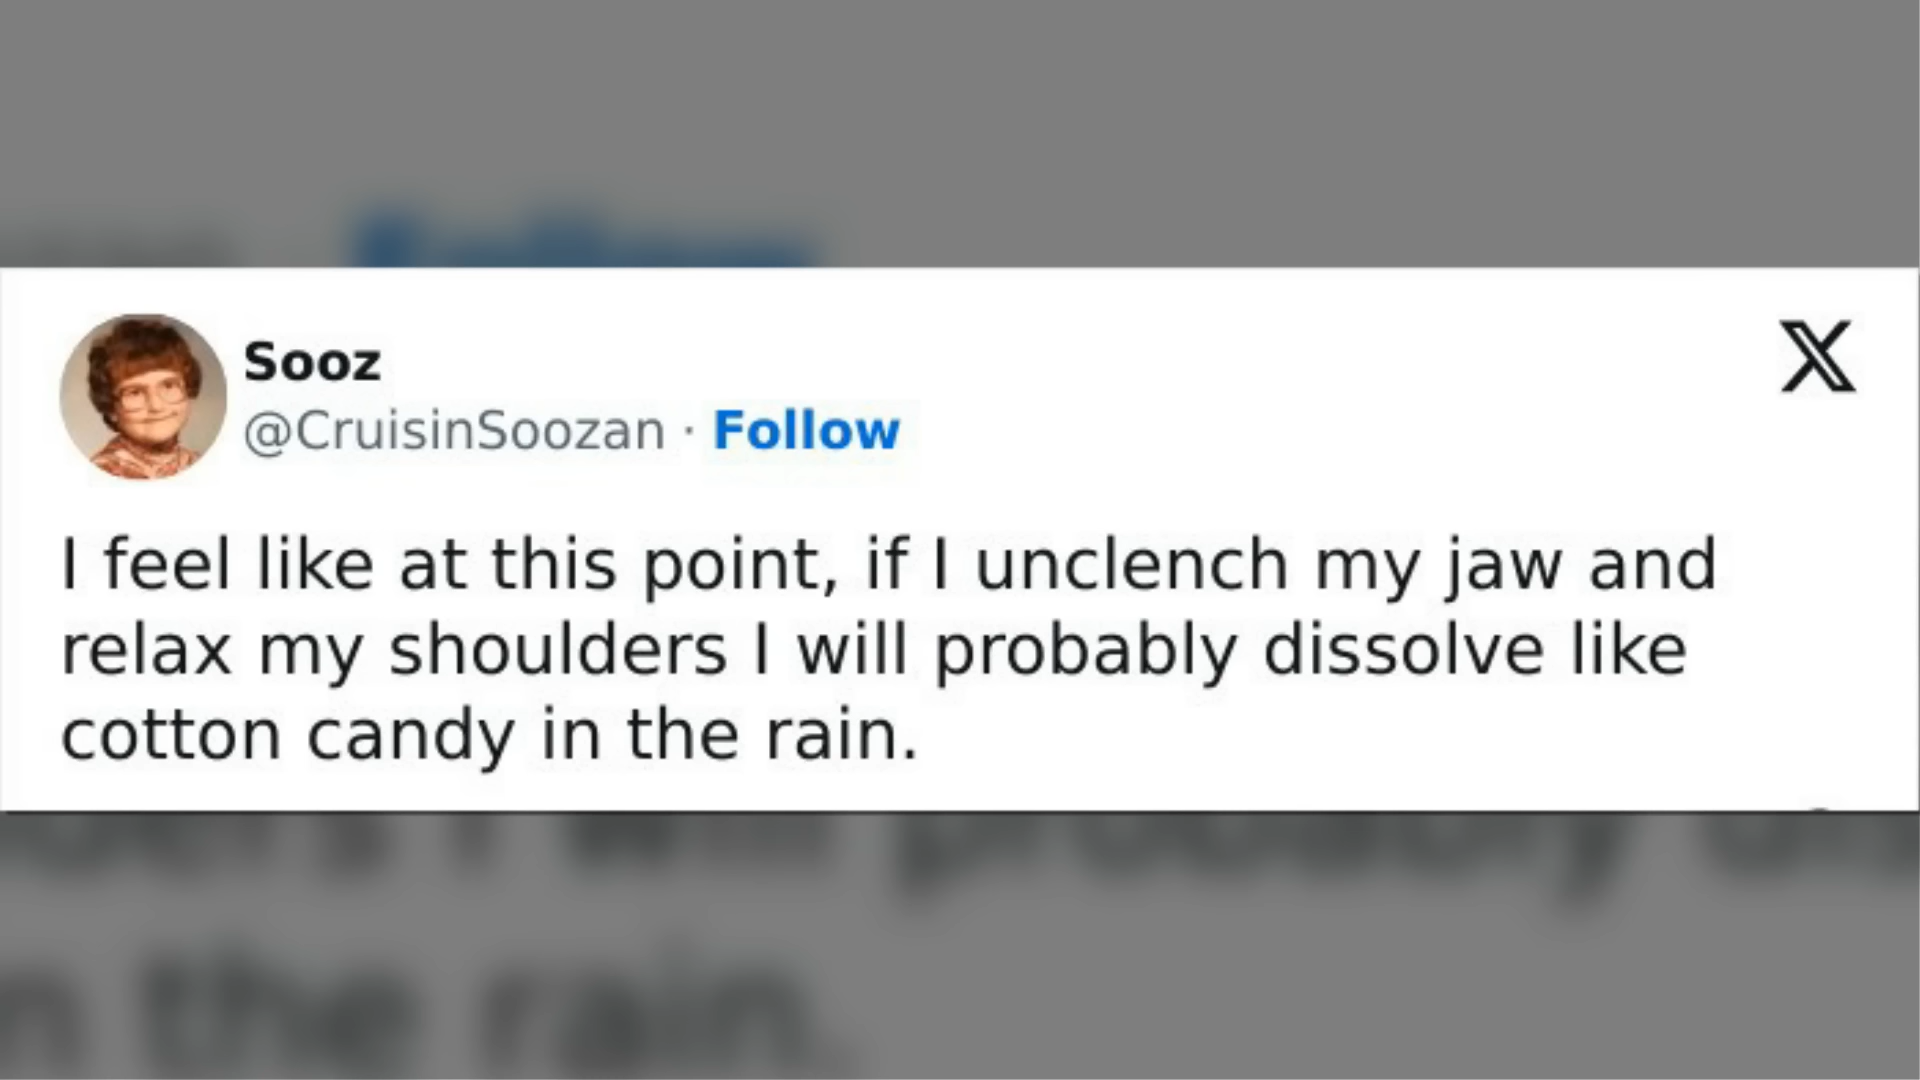 Sooz
@CruisinSoozan · Follow
I feel like at this point, if I unclench my jaw and
relax my shoulders I will probably dissolve like
cotton candy in the rain.